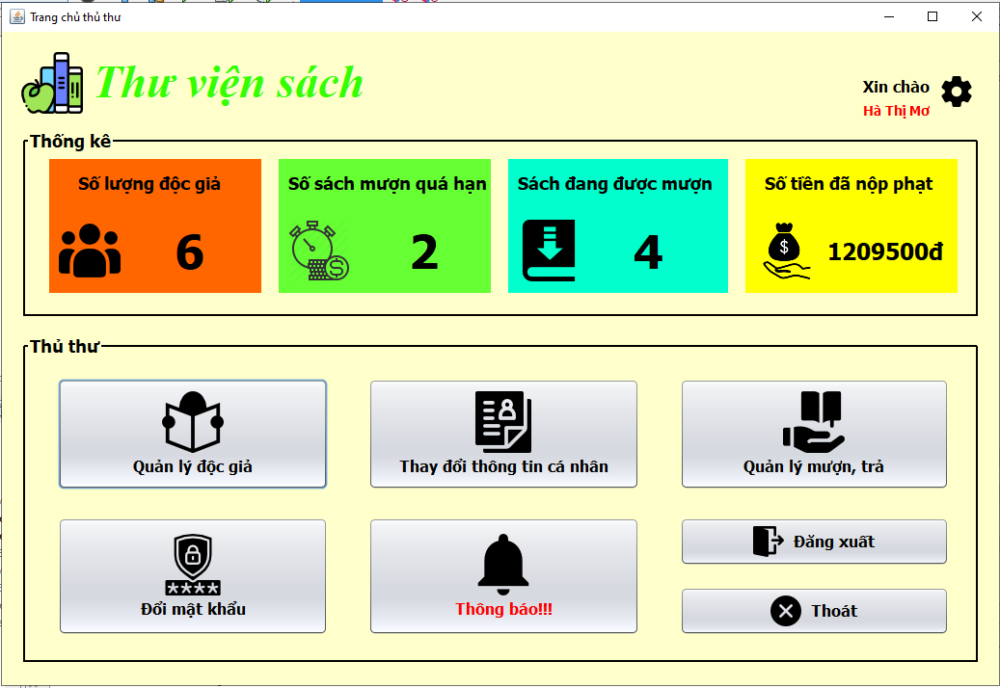 Trang chủ thủ thư
Thư viện sách
Xin chào
Hà Thị Mơ
Thống kê
Số lượng độc giả
6
Số sách mượn quá hạn
2
Sách đang được mượn
4
Số tiền đã nộp phạt
$
1209500đ
Thủ thư
Quản lý độc giả
Thay đổi thông tin cá nhân
Quản lý mượn, trả
****
Đổi mật khẩu
Thông báo!!!
Đăng xuất
Thoát